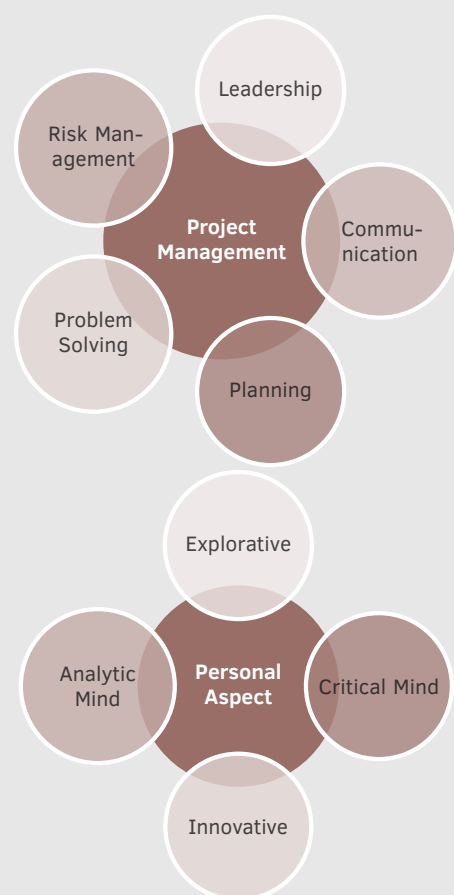 Leadership
Risk Man-
agement
Project
Management
Commu-
nication
Problem
Solving
Planning
Explorative
Analytic
Mind
Personal
Aspect
Critical Mind
Innovative